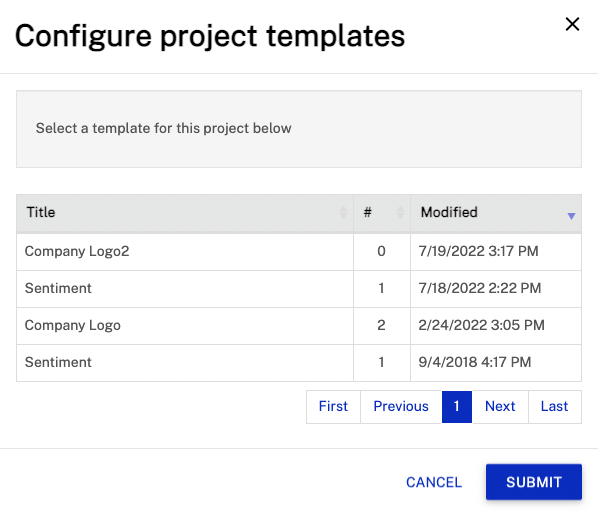 Configure project templates
Select a template for this project below
Title # Modified
Company Logo2 0 7/19/2022 3:17 PM
Sentiment 1 7/18/2022 2:22 PM
Company Logo 2 2/24/2022 3:05 PM
Sentiment 1 9/4/2018 4:17 PM
First Previous 1 Next Last
CANCEL SUBMIT